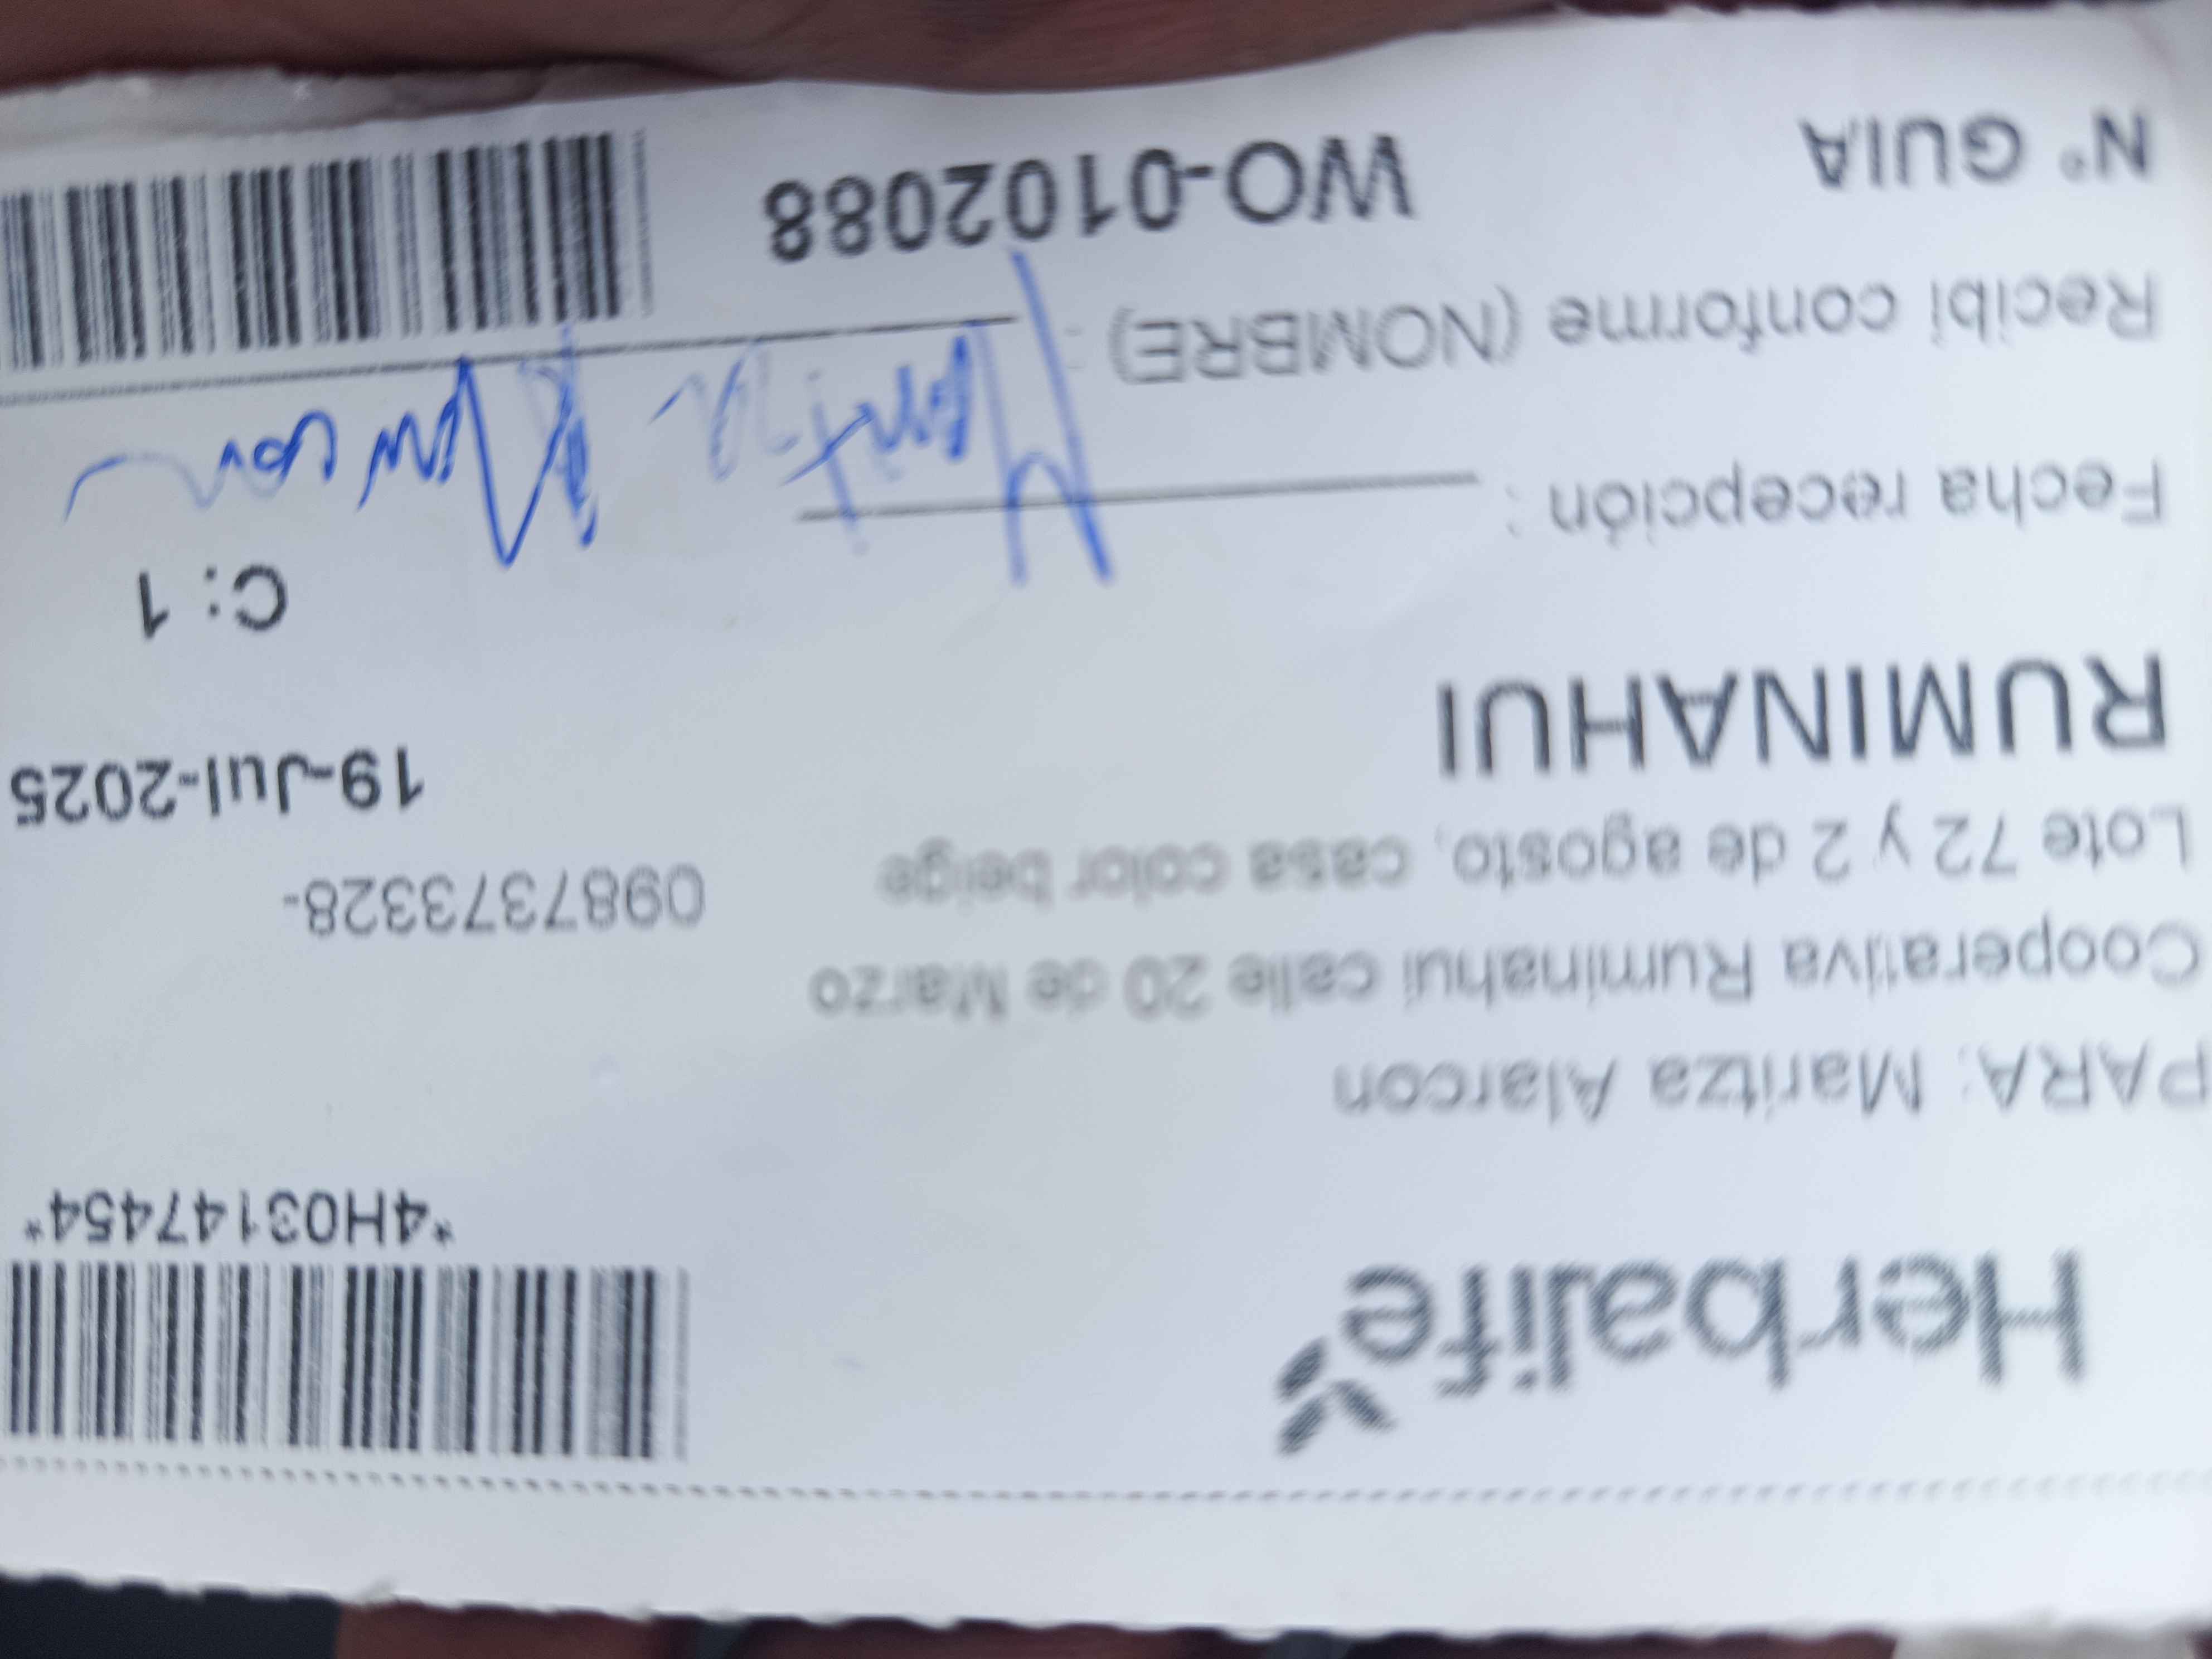 Herbalife
*4H03147454*
PARA: Maritza Alarcon
Cooperativa Ruminahui calle 20 de Marzo
Lote 72 y 2 de agosto, casa color beige
0987373328-
RUMINAHUI
19-Jul-2025
C: 1
Fecha recepción :
Recibí conforme (NOMBRE) :
N° GUIA
WO-0102088